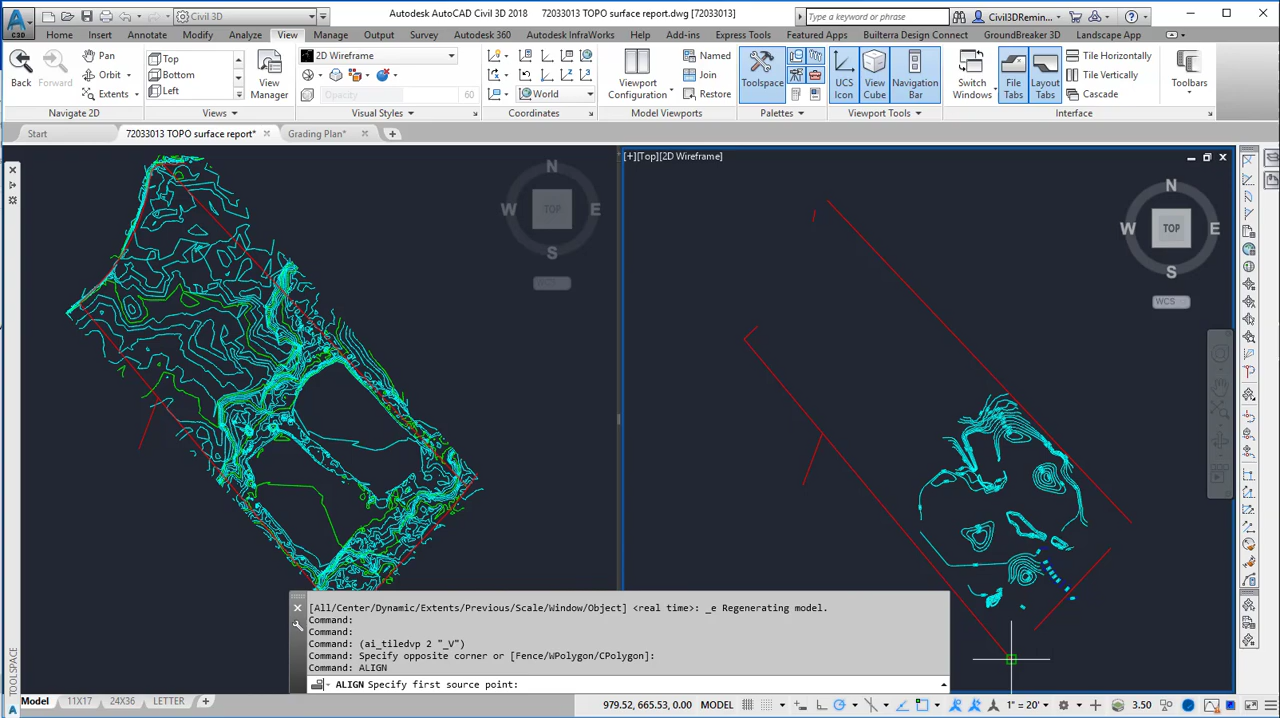 Civil 3D
Autodesk AutoCAD Civil 3D 2018 72033013 TOPO surface report.dwg [72033013]
Type a keyword or phrase
Civil3DRemin...
C3D
Home Insert Annotate Modify Analyze View Manage Output Survey Autodesk 360 Autodesk InfraWorks Help Add-ins Express Tools Featured Apps Builterra Design Connect GroundBreaker 3D Landscape App
Back
Forward
Pan
Orbit
Extents
Navigate 2D
Top
Bottom
Left
View
Manager
Views
2D Wireframe
Opacity 60
Visual Styles
World
Coordinates
Viewport
Configuration
Named
Join
Restore
Model Viewports
Toolspace
Palettes
UCS
Icon
View
Cube
Navigation
Bar
Viewport Tools
Switch
Windows
File
Tabs
Layout
Tabs
Tile Horizontally
Tile Vertically
Cascade
Interface
Toolbars
Start
72033013 TOPO surface report*
Grading Plan*
[+][Top][2D Wireframe]
N
W TOP E
S
N
W TOP E
S
WCS
[All/Center/Dynamic/Extents/Previous/Scale/Window/Object] <real time>: _e Regenerating model.
Command:
Command:
Command: (ai_tiledvp 2 "_V")
Command: Specify opposite corner or [Fence/WPolygon/CPolygon]:
Command: ALIGN
ALIGN Specify first source point:
TOOLSPACE
Model 11X17 24X36 LETTER
979.52, 665.53, 0.00 MODEL
1" = 20'
3.50